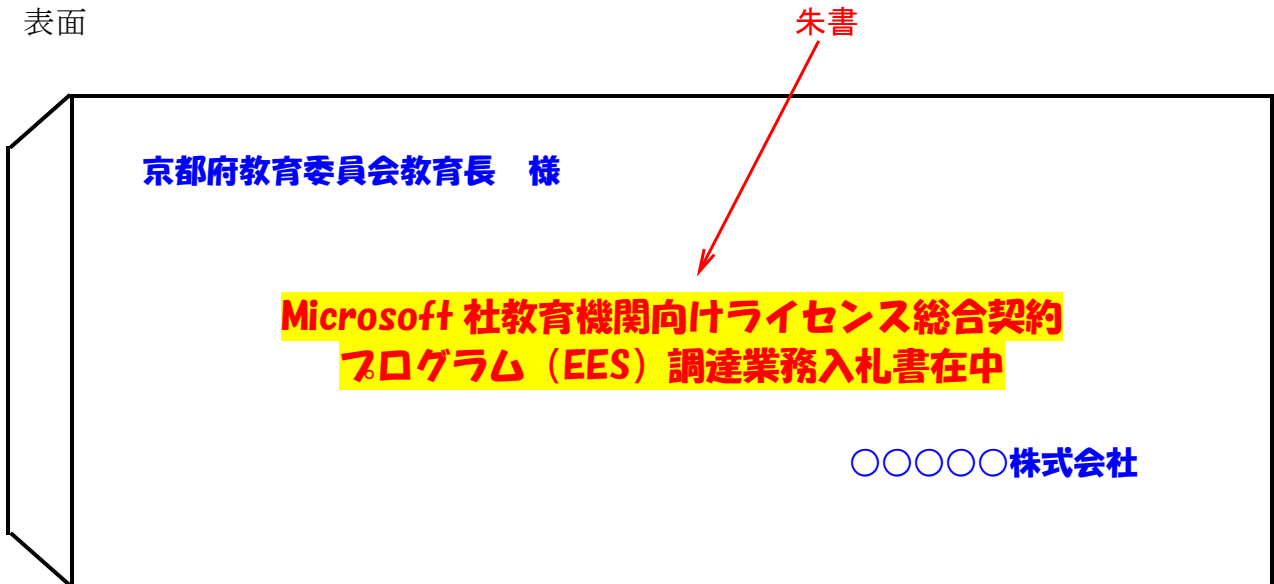 表面
朱書
京都府教育委員会教育長　様
Microsoft 社教育機関向けライセンス総合契約
プログラム（EES）調達業務入札書在中
○○○○○株式会社